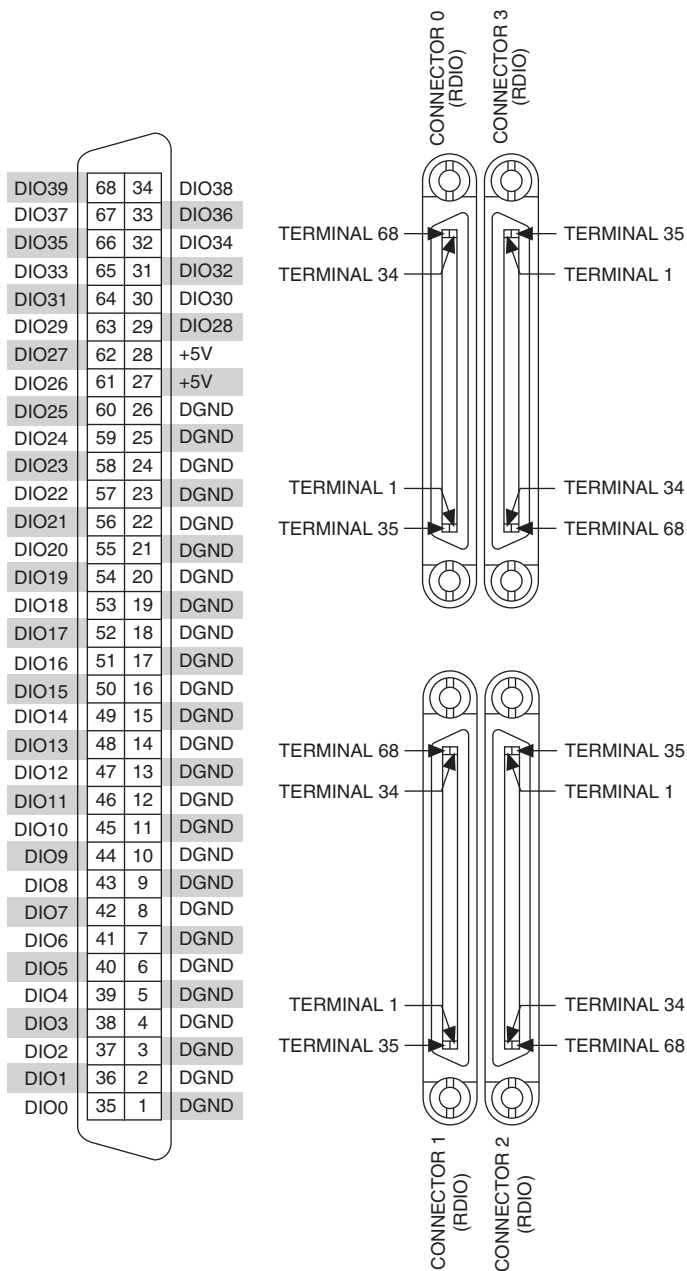 CONNECTOR 0
(RDIO)
CONNECTOR 3
(RDIO)
DIO39 68 34 DIO38
DIO37 67 33 DIO36
DIO35 66 32 DIO34
DIO33 65 31 DIO32
DIO31 64 30 DIO30
DIO29 63 29 DIO28
DIO27 62 28 +5V
DIO26 61 27 +5V
DIO25 60 26 DGND
DIO24 59 25 DGND
DIO23 58 24 DGND
DIO22 57 23 DGND
DIO21 56 22 DGND
DIO20 55 21 DGND
DIO19 54 20 DGND
DIO18 53 19 DGND
DIO17 52 18 DGND
DIO16 51 17 DGND
DIO15 50 16 DGND
DIO14 49 15 DGND
DIO13 48 14 DGND
DIO12 47 13 DGND
DIO11 46 12 DGND
DIO10 45 11 DGND
DIO9 44 10 DGND
DIO8 43 9 DGND
DIO7 42 8 DGND
DIO6 41 7 DGND
DIO5 40 6 DGND
DIO4 39 5 DGND
DIO3 38 4 DGND
DIO2 37 3 DGND
DIO1 36 2 DGND
DIO0 35 1 DGND
TERMINAL 68
TERMINAL 35
TERMINAL 34
TERMINAL 1
TERMINAL 1
TERMINAL 34
TERMINAL 35
TERMINAL 68
TERMINAL 68
TERMINAL 35
TERMINAL 34
TERMINAL 1
TERMINAL 1
TERMINAL 34
TERMINAL 35
TERMINAL 68
CONNECTOR 1
(RDIO)
CONNECTOR 2
(RDIO)